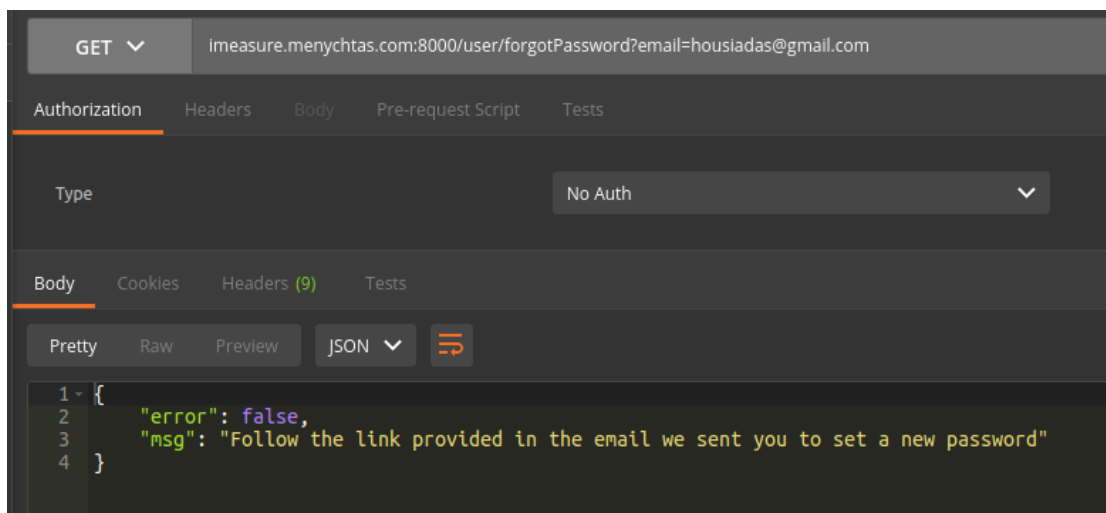 GET imeasure.menychtas.com:8000/user/forgotPassword?email=housiadas@gmail.com
Authorization Headers Body Pre-request Script Tests
Type No Auth
Body Cookies Headers (9) Tests
Pretty Raw Preview JSON
1 {
2 "error": false,
3 "msg": "Follow the link provided in the email we sent you to set a new password"
4 }